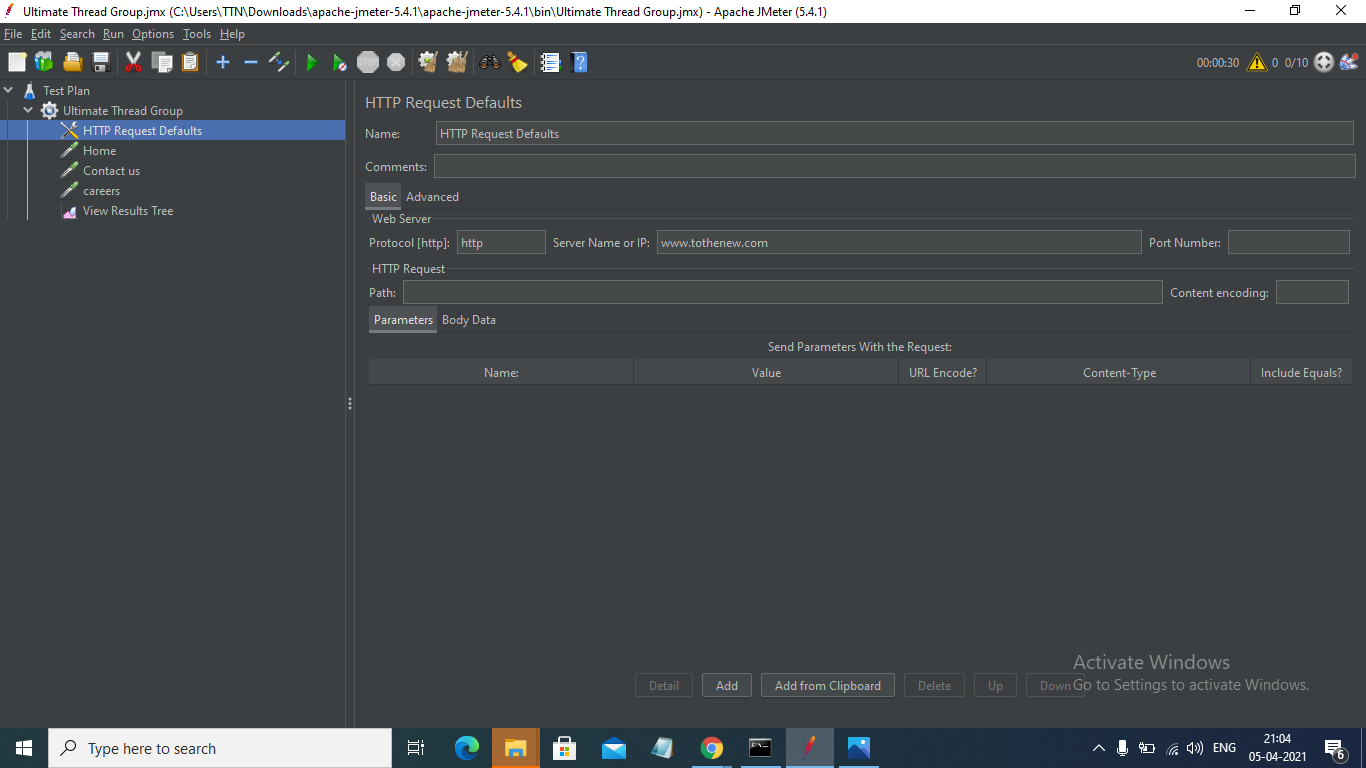 Ultimate Thread Group.jmx (C:\Users\TTN\Downloads\apache-jmeter-5.4.1\apache-jmeter-5.4.1\bin\Ultimate Thread Group.jmx) - Apache JMeter (5.4.1)
File Edit Search Run Options Tools Help
STOP 00:00:30 0 0/10
Test Plan
Ultimate Thread Group
HTTP Request Defaults
Home
Contact us
careers
View Results Tree
HTTP Request Defaults
Name: HTTP Request Defaults
Comments:
Basic Advanced
Web Server
Protocol [http]: http Server Name or IP: www.tothenew.com Port Number:
HTTP Request
Path: Content encoding:
Parameters Body Data
Send Parameters With the Request:
Name: Value URL Encode? Content-Type Include Equals?
Detail Add Add from Clipboard Delete Up Down
Activate Windows
Go to Settings to activate Windows.
Type here to search
ENG 21:04
05-04-2021 6